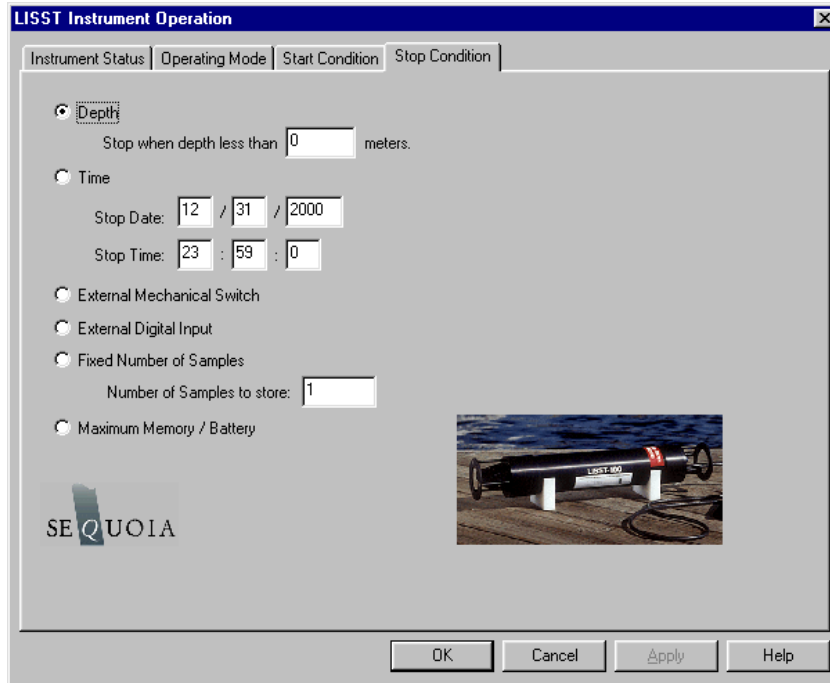 LISST Instrument Operation
Instrument Status Operating Mode Start Condition Stop Condition
Depth
Stop when depth less than 0 meters.
Time
Stop Date: 12 / 31 / 2000
Stop Time: 23 : 59 : 0
External Mechanical Switch
External Digital Input
Fixed Number of Samples
Number of Samples to store: 1
Maximum Memory / Battery
LISST-100
SEQUOIA
OK Cancel Apply Help